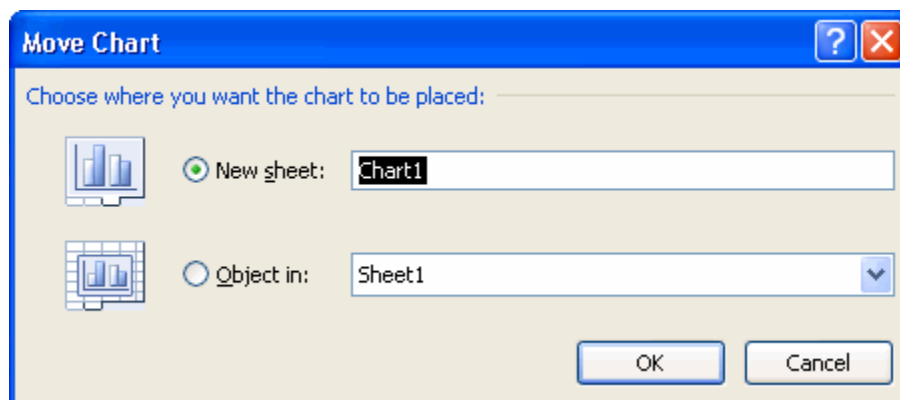 Move Chart
Choose where you want the chart to be placed:
New sheet: Chart1
Object in: Sheet1
OK Cancel